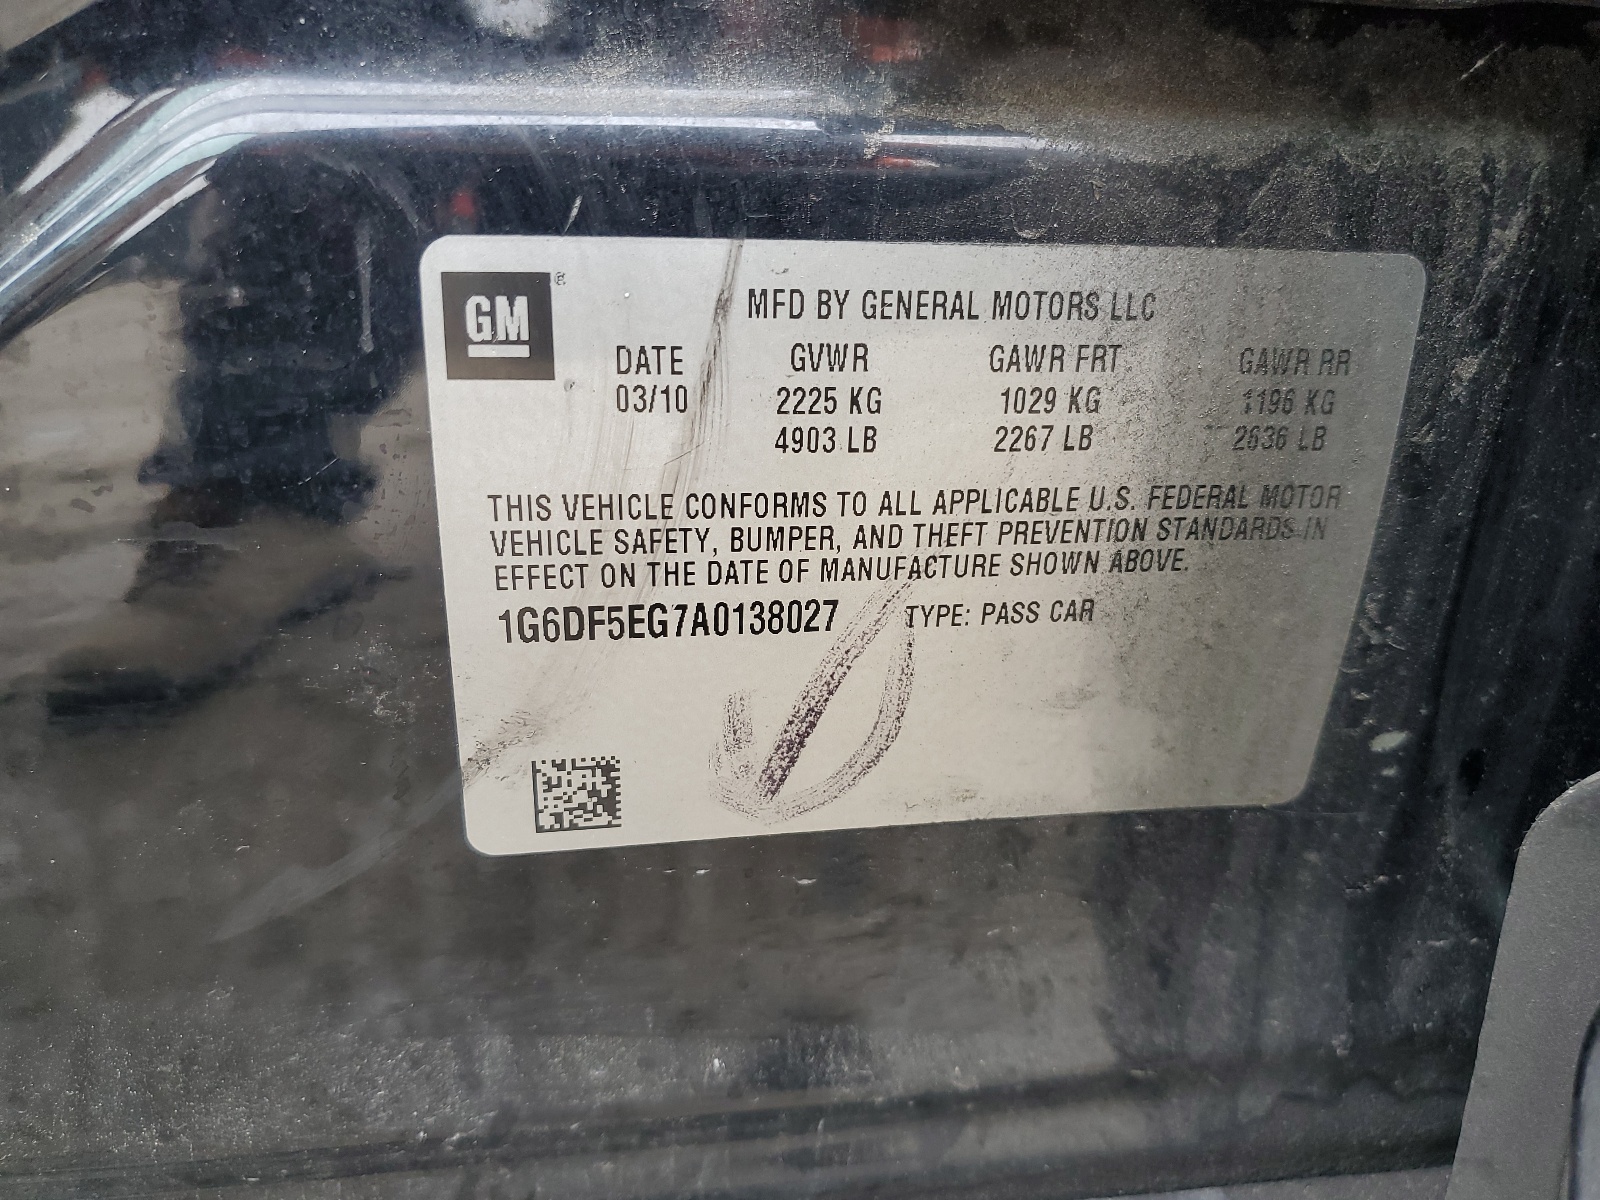 GM ®
MFD BY GENERAL MOTORS LLC
DATE GVWR GAWR FRT GAWR RR
03/10 2225 KG 1029 KG 1196 KG
4903 LB 2267 LB 2636 LB
THIS VEHICLE CONFORMS TO ALL APPLICABLE U.S. FEDERAL MOTOR
VEHICLE SAFETY, BUMPER, AND THEFT PREVENTION STANDARDS IN
EFFECT ON THE DATE OF MANUFACTURE SHOWN ABOVE.
1G6DF5EG7A0138027 TYPE: PASS CAR